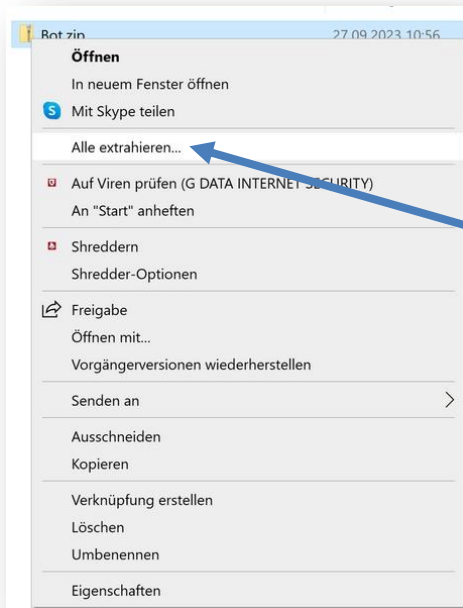 Bot.zip 27.09.2023 10:56
Öffnen
In neuem Fenster öffnen
Mit Skype teilen
Alle extrahieren...
Auf Viren prüfen (G DATA INTERNET SECURITY)
An "Start" anheften
Shreddern
Shredder-Optionen
Freigabe
Öffnen mit...
Vorgängerversionen wiederherstellen
Senden an
Ausschneiden
Kopieren
Verknüpfung erstellen
Löschen
Umbenennen
Eigenschaften